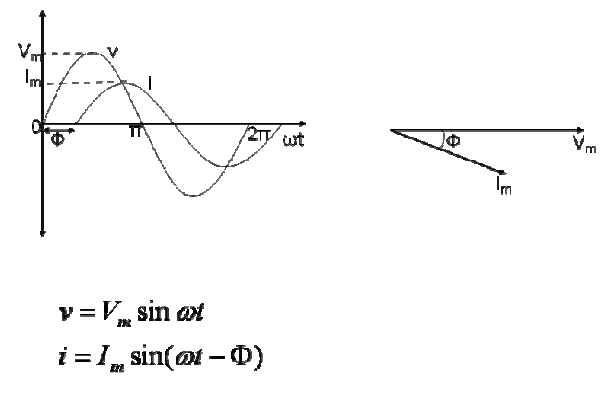 Vm
v
Im
i
0
Φ
π
2π
ωt
Φ
Vm
Im
v = Vm sin ωt
i = Im sin(ωt − Φ)